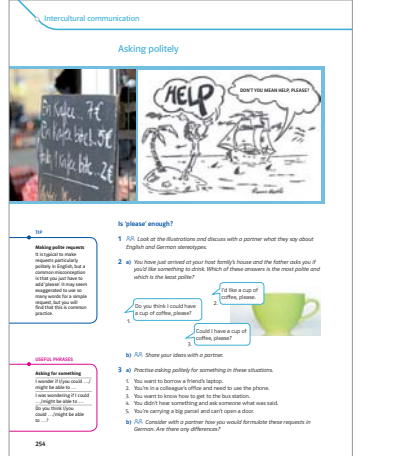 Intercultural communication
Asking politely
En Kaffee... 7€
En Kaffee bitch.. 5€
1 Kaffee bitte... 2€
HELP
DON'T YOU MEAN HELP, PLEASE?
TIP
Making polite requests
It is typical to make
requests particularly
politely in English, but a
common misconception
is that you just have to
add 'please'. It may seem
exaggerated to use so
many words for a simple
request, but you will
find that this is common
practice.
Is 'please' enough?
1 Look at the illustrations and discuss with a partner what they say about
English and German stereotypes.
2 a) You have just arrived at your host family's house and the father asks you if
you'd like something to drink. Which of these answers is the most polite and
which is the least polite?
Do you think I could have
a cup of coffee, please?
1.
I'd like a cup of
coffee, please.
2.
Could I have a cup of
coffee, please?
3.
b) Share your ideas with a partner.
USEFUL PHRASES
Asking for something
I wonder if I/you could …/
might be able to …
I was wondering if I could
…/might be able to …
Do you think I/you
could …/might be able
to …?
3 a) Practise asking politely for something in these situations.
1. You want to borrow a friend's laptop.
2. You're in a colleague's office and need to use the phone.
3. You want to know how to get to the bus station.
4. You didn't hear something and ask someone what was said.
5. You're carrying a big parcel and can't open a door.
b) Consider with a partner how you would formulate these requests in
German. Are there any differences?
254